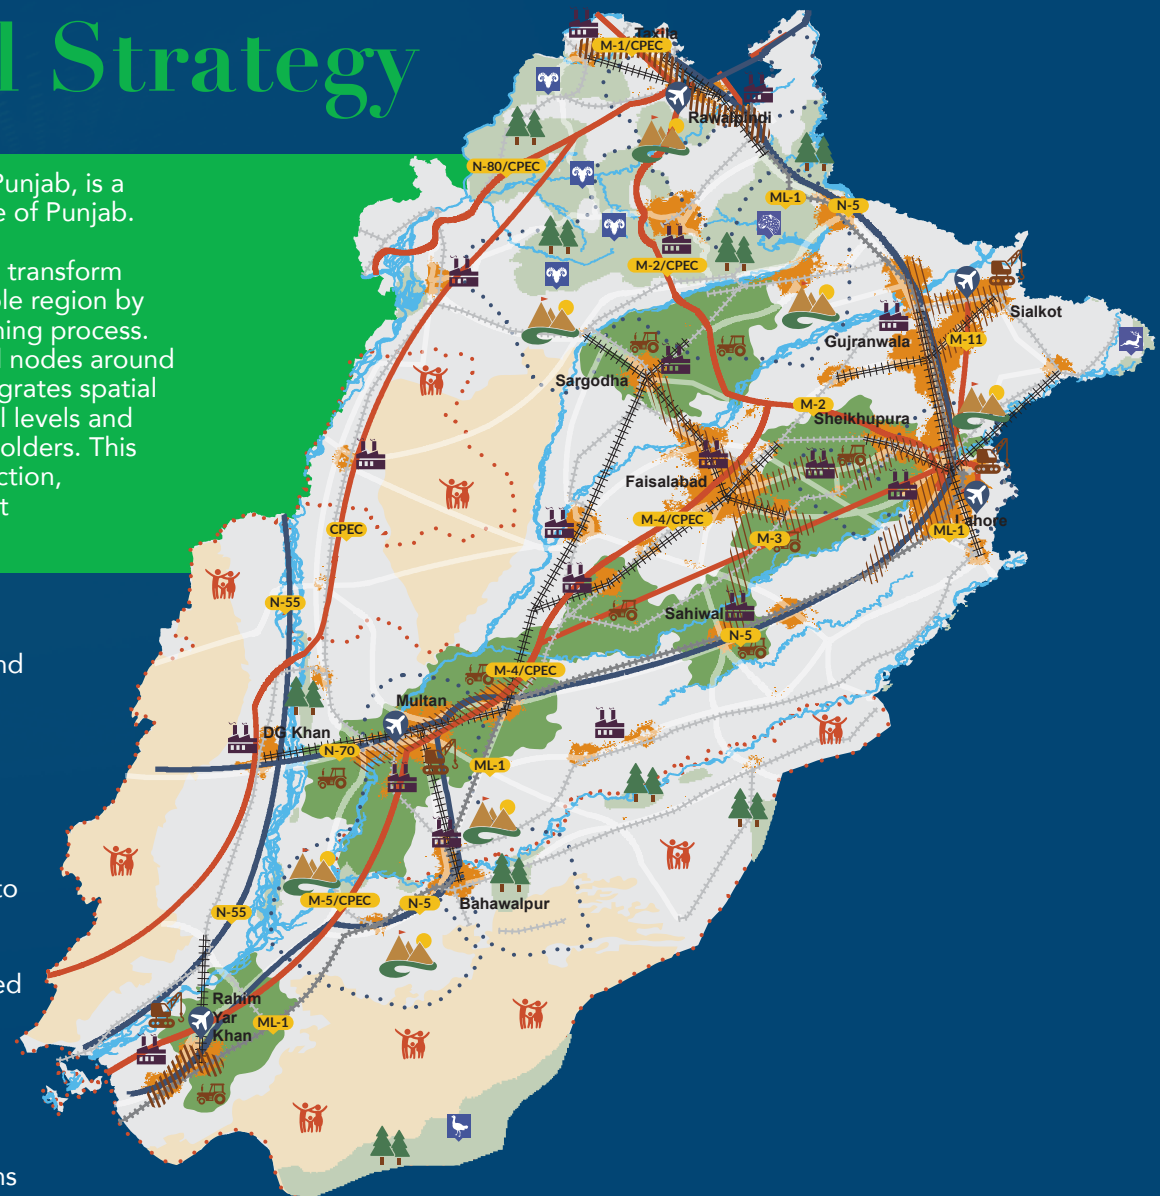 l Strategy
Punjab, is a
e of Punjab.
transform
ble region by
ning process.
l nodes around
grates spatial
l levels and
olders. This
ction,
t
nd
to
ed
ns
Taxila
M-1/CPEC
Rawalpindi
N-80/CPEC
ML-1
N-5
M-2/CPEC
Sialkot
Gujranwala
M-11
Sargodha
M-2
Sheikhupura
Faisalabad
M-4/CPEC
CPEC
Lahore
ML-1
M-3
N-55
Sahiwal
N-5
M-4/CPEC
Multan
DG Khan
N-70
ML-1
M-5/CPEC
N-5
Bahawalpur
N-55
Rahim
Yar
Khan
ML-1